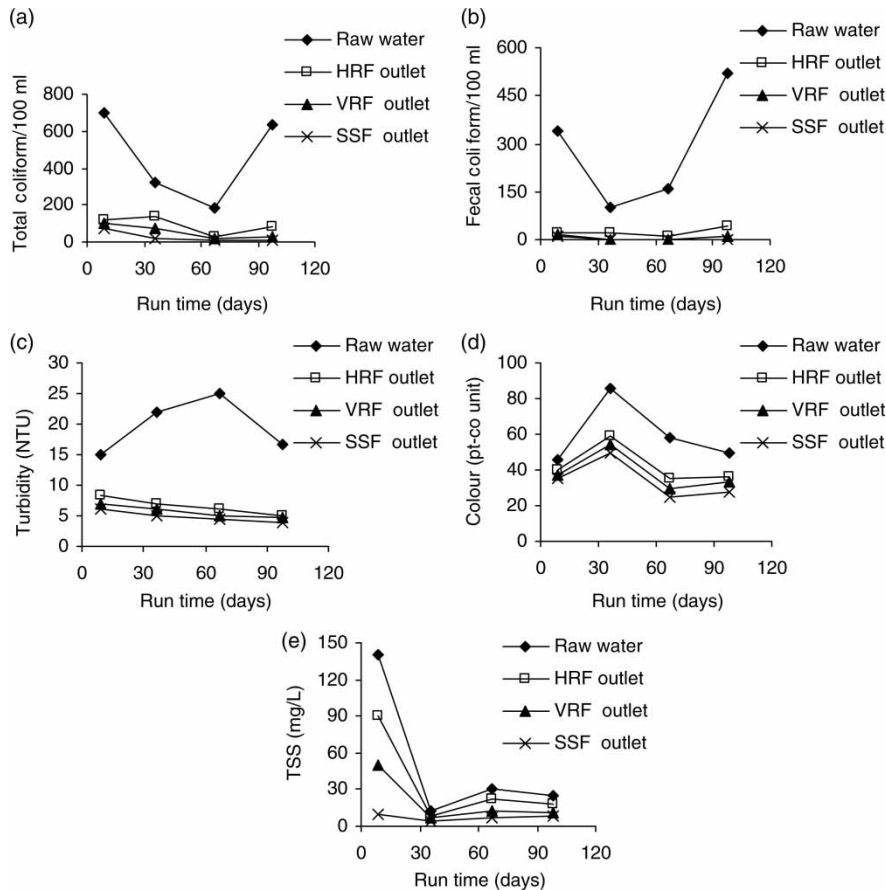 (a)
Raw water
HRF outlet
VRF outlet
SSF outlet
Total coliform/100 ml
800
600
400
200
0
0 30 60 90 120
Run time (days)
(b)
Raw water
HRF outlet
VRF outlet
SSF outlet
Fecal coli form/100 ml
600
450
300
150
0
0 30 60 90 120
Run time (days)
(c)
Raw water
HRF outlet
VRF outlet
SSF outlet
Turbidity (NTU)
30
25
20
15
10
5
0
0 30 60 90 120
Run time (days)
(d)
Raw water
HRF outlet
VRF outlet
SSF outlet
Colour (pt-co unit)
100
80
60
40
20
0
0 30 60 90 120
Run time (days)
(e)
Raw water
HRF outlet
VRF outlet
SSF outlet
TSS (mg/L)
150
120
90
60
30
0
0 30 60 90 120
Run time (days)